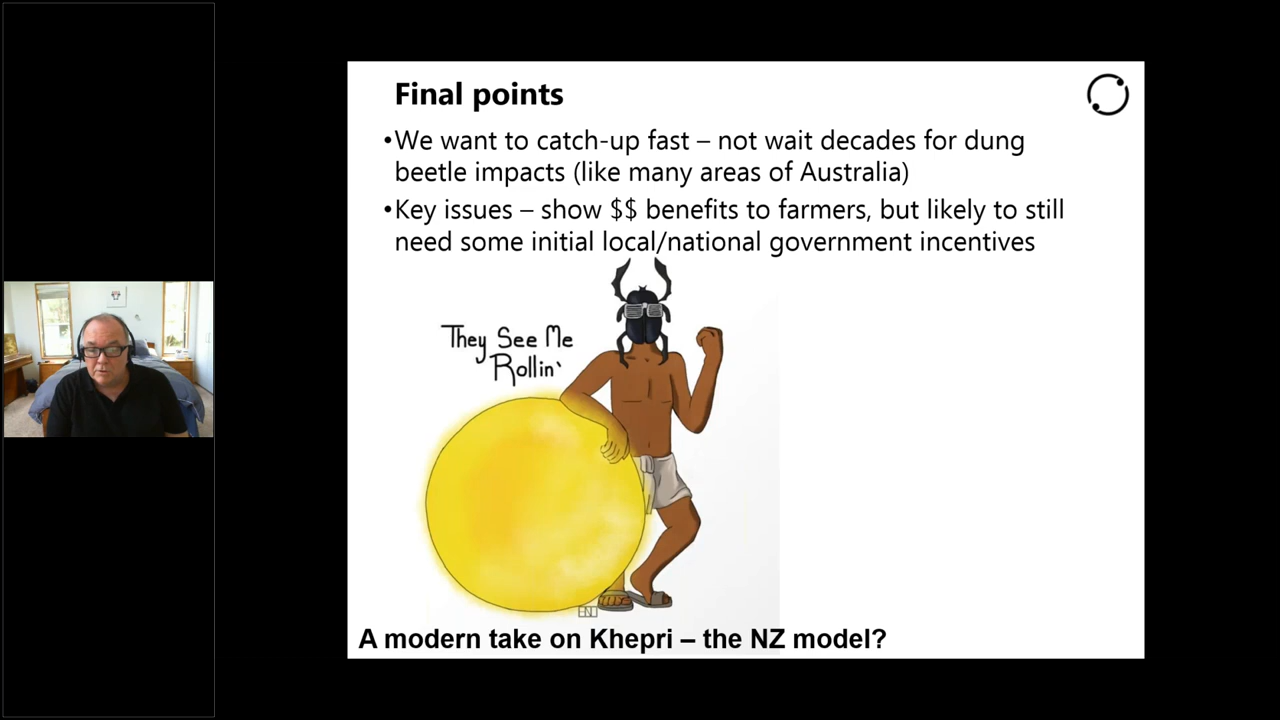 Final points
•We want to catch-up fast – not wait decades for dung
beetle impacts (like many areas of Australia)
•Key issues – show $$ benefits to farmers, but likely to still
need some initial local/national government incentives
They See Me
Rollin'
A modern take on Khepri – the NZ model?